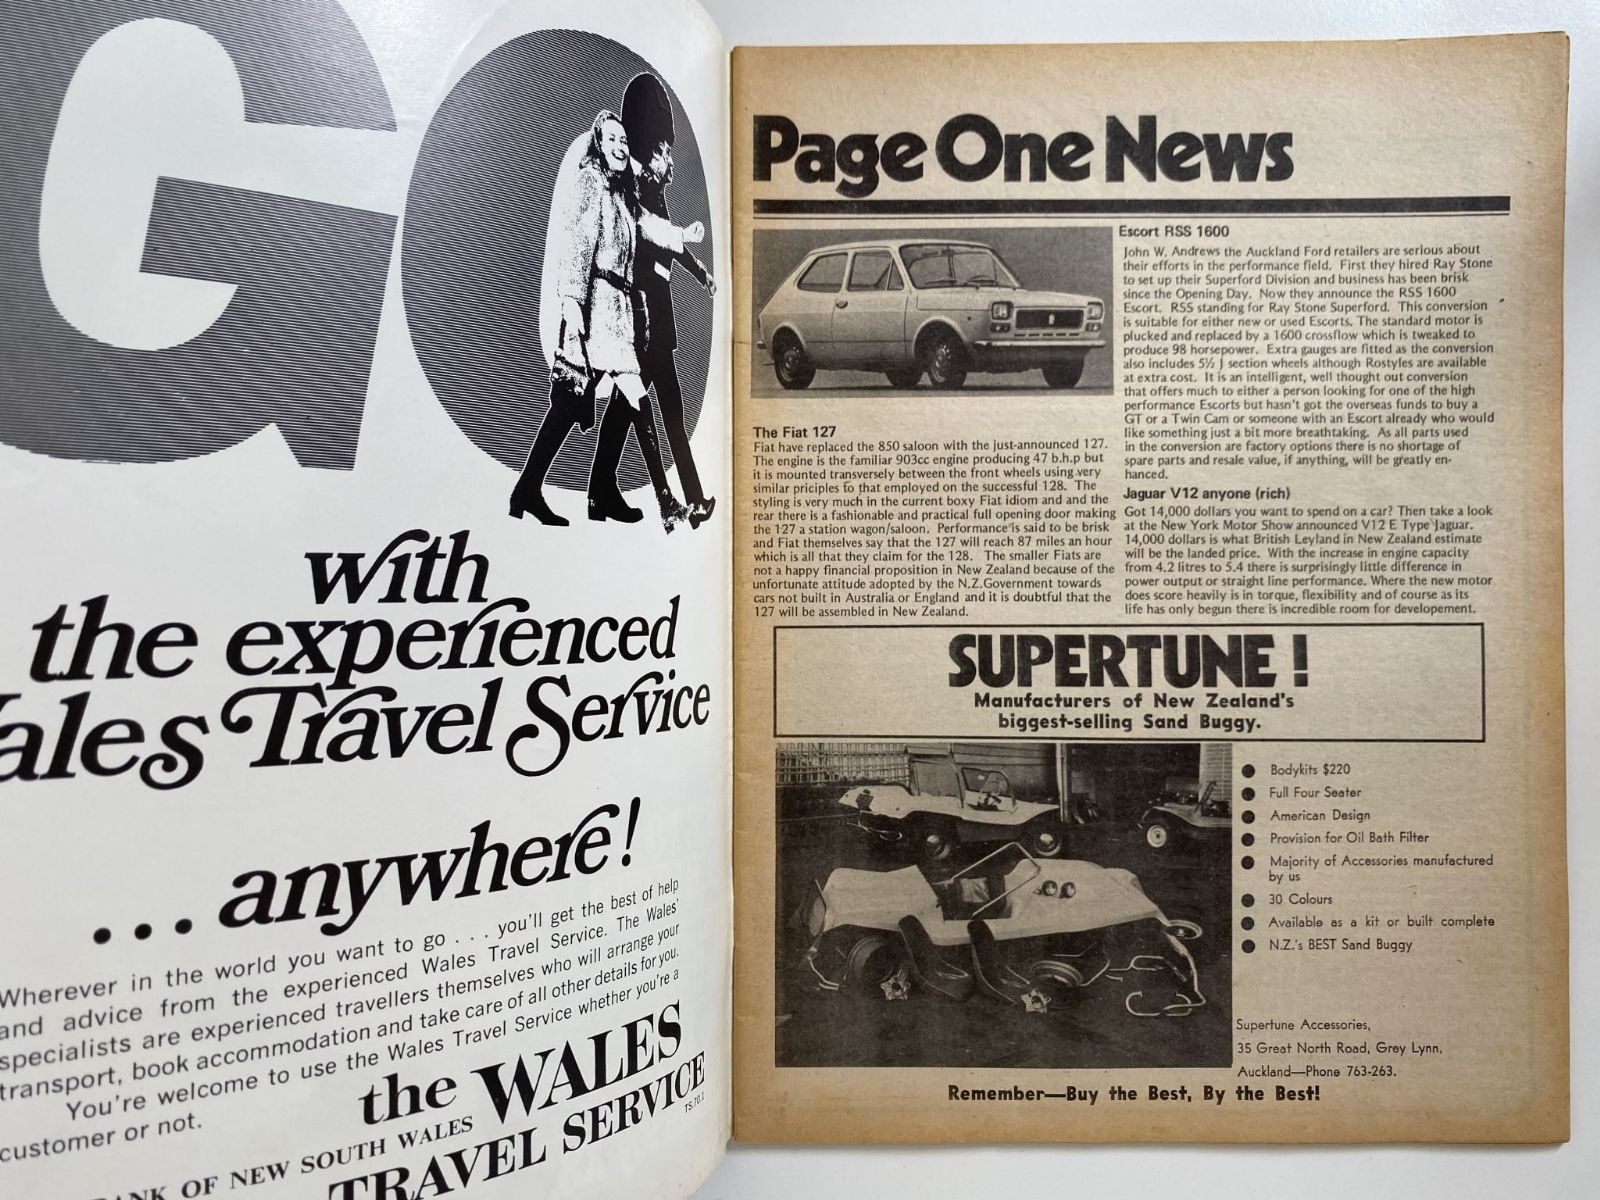 GO
with
the experienced
Wales Travel Service
...anywhere!
Wherever in the world you want to go . . . you'll get the best of help
and advice from the experienced Wales Travel Service. The Wales'
specialists are experienced travellers themselves who will arrange your
transport, book accommodation and take care of all other details for you.
You're welcome to use the Wales Travel Service whether you're a
customer or not.
the WALES
BANK OF NEW SOUTH WALES
TRAVEL SERVICE
TS.70.1
Page One News
The Fiat 127
Fiat have replaced the 850 saloon with the just-announced 127.
The engine is the familiar 903cc engine producing 47 b.h.p but
it is mounted transversely between the front wheels using very
similar priciples to that employed on the successful 128. The
styling is very much in the current boxy Fiat idiom and and the
rear there is a fashionable and practical full opening door making
the 127 a station wagon/saloon. Performance is said to be brisk
and Fiat themselves say that the 127 will reach 87 miles an hour
which is all that they claim for the 128. The smaller Fiats are
not a happy financial proposition in New Zealand because of the
unfortunate attitude adopted by the N.Z.Government towards
cars not built in Australia or England and it is doubtful that the
127 will be assembled in New Zealand.
Escort RSS 1600
John W. Andrews the Auckland Ford retailers are serious about
their efforts in the performance field. First they hired Ray Stone
to set up their Superford Division and business has been brisk
since the Opening Day. Now they announce the RSS 1600
Escort. RSS standing for Ray Stone Superford. This conversion
is suitable for either new or used Escorts. The standard motor is
plucked and replaced by a 1600 crossflow which is tweaked to
produce 98 horsepower. Extra gauges are fitted as the conversion
also includes 5½ J section wheels although Rostyles are available
at extra cost. It is an intelligent, well thought out conversion
that offers much to either a person looking for one of the high
performance Escorts but hasn't got the overseas funds to buy a
GT or a Twin Cam or someone with an Escort already who would
like something just a bit more breathtaking. As all parts used
in the conversion are factory options there is no shortage of
spare parts and resale value, if anything, will be greatly en-
hanced.
Jaguar V12 anyone (rich)
Got 14,000 dollars you want to spend on a car? Then take a look
at the New York Motor Show announced V12 E Type Jaguar.
14,000 dollars is what British Leyland in New Zealand estimate
will be the landed price. With the increase in engine capacity
from 4.2 litres to 5.4 there is surprisingly little difference in
power output or straight line performance. Where the new motor
does score heavily is in torque, flexibility and of course as its
life has only begun there is incredible room for developement.
SUPERTUNE!
Manufacturers of New Zealand's
biggest-selling Sand Buggy.
● Bodykits $220
● Full Four Seater
● American Design
● Provision for Oil Bath Filter
● Majority of Accessories manufactured
by us
● 30 Colours
● Available as a kit or built complete
● N.Z.'s BEST Sand Buggy
Supertune Accessories,
35 Great North Road, Grey Lynn,
Auckland—Phone 763-263.
Remember—Buy the Best, By the Best!